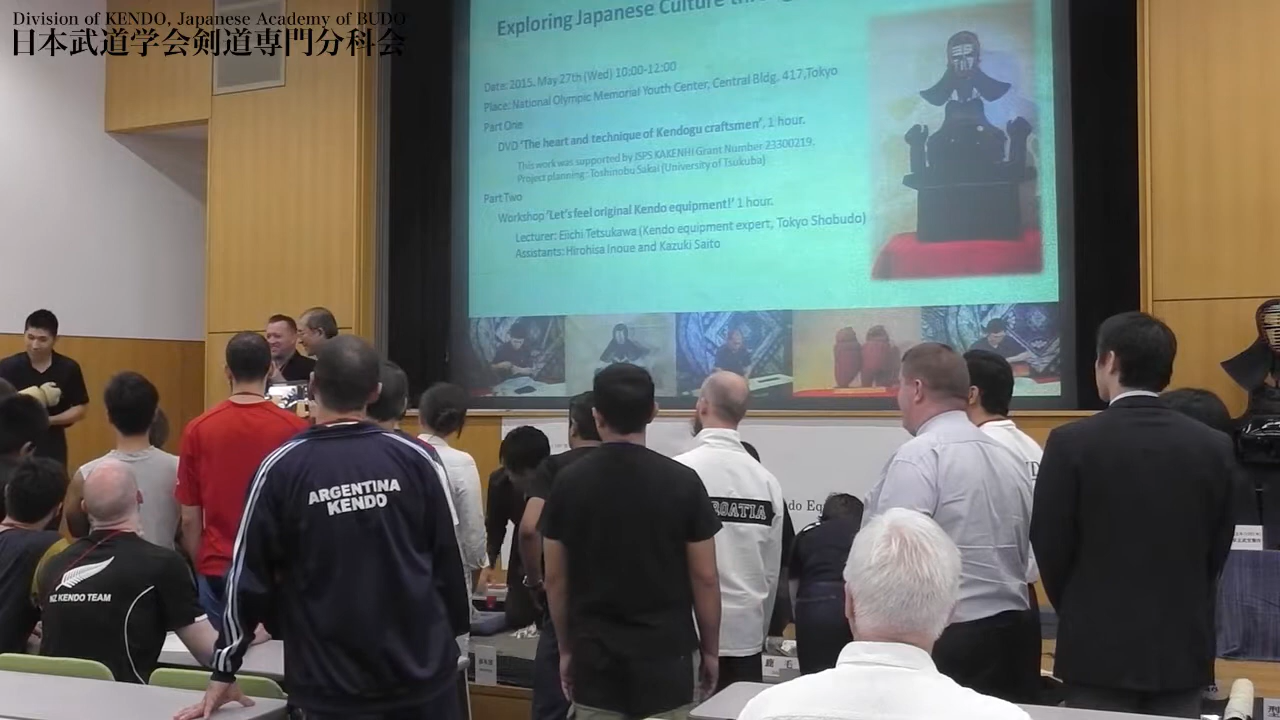 Division of KENDO, Japanese Academy of BUDO
日本武道学会剣道専門分科会
Exploring Japanese Culture
Date: 2015. May 27th (Wed) 10:00-12:00
Place: National Olympic Memorial Youth Center, Central Bldg. 417,Tokyo
Part One
DVD 'The heart and technique of Kendogu craftsmen', 1 hour.
This work was supported by JSPS KAKENHI Grant Number 23300219.
Project planning: Toshinobu Sakai (University of Tsukuba)
Part Two
Workshop 'Let's feel original Kendo equipment!' 1 hour.
Lecturer: Eiichi Tetsukawa (Kendo equipment expert, Tokyo Shobudo)
Assistants: Hirohisa Inoue and Kazuki Saito
ARGENTINA
KENDO
NZ KENDO TEAM
ROATIA
鹿 毛